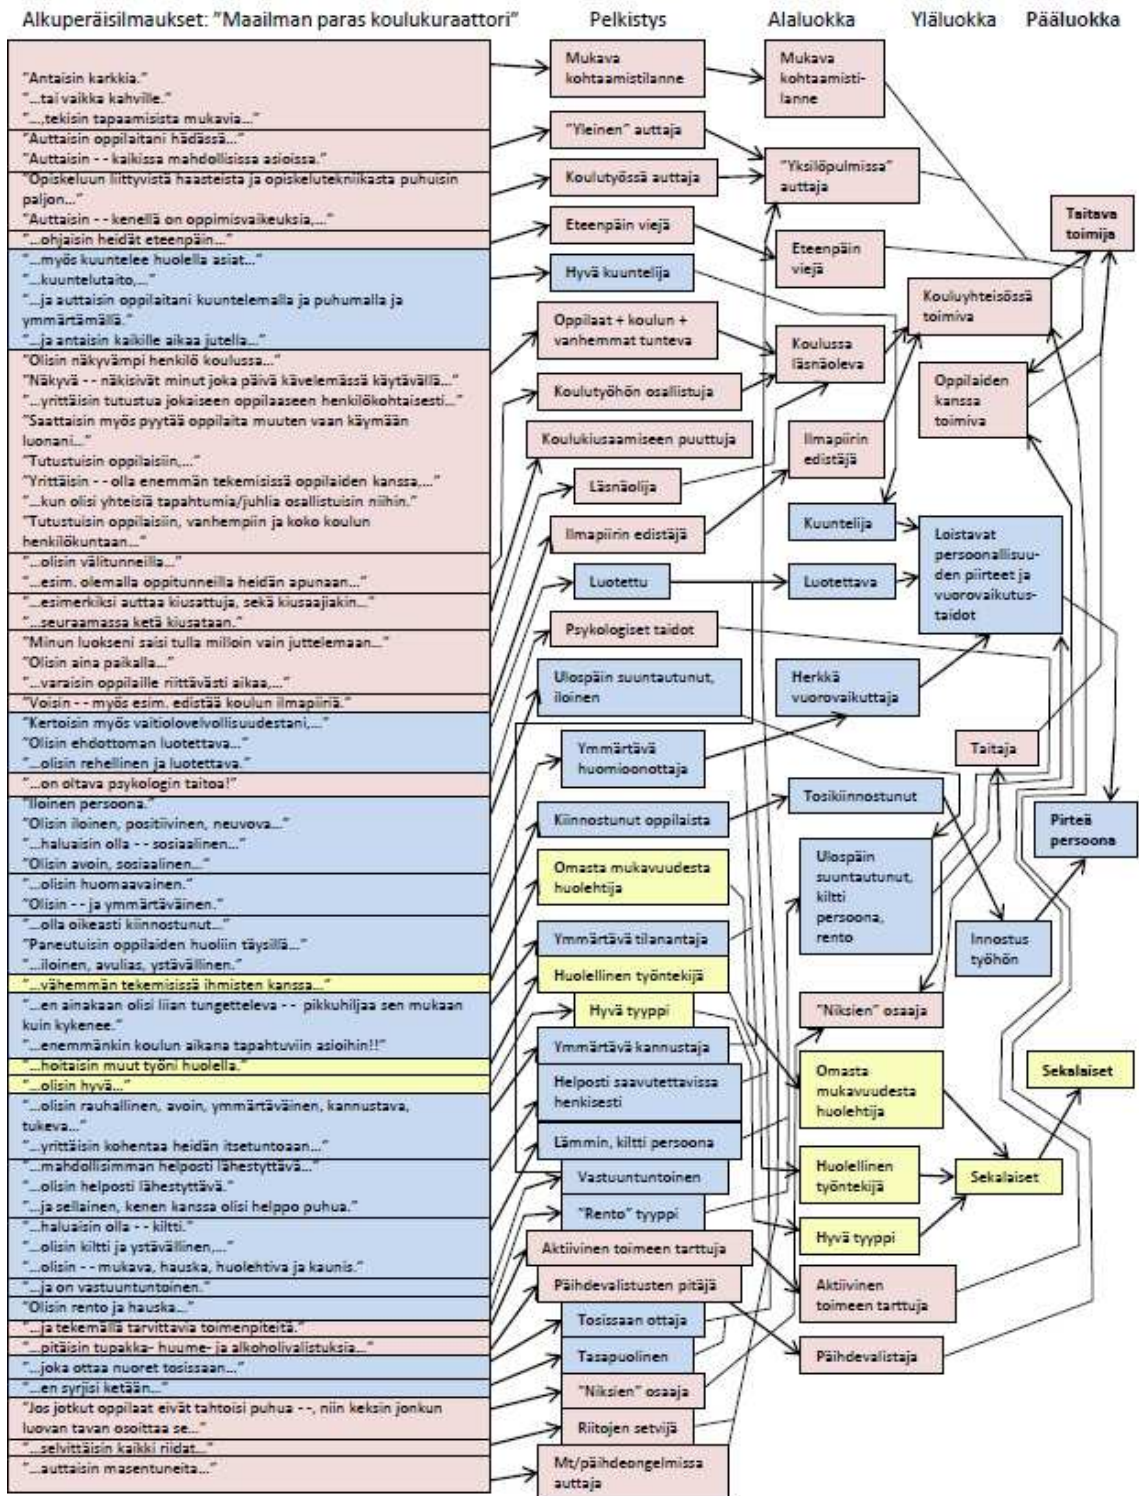 Alkuperäisilmaukset: "Maailman paras koulukuraattori"
Pelkistys
Alaluokka
Yläluokka
Pääluokka
"Antaisin karkkia."
"...tai vaikka kahville."
"...,tekisin tapaamisista mukavia..."
"Auttaisin oppilaitani hädässä..."
"Auttaisin - - kaikissa mahdollisissa asioissa."
"Opiskeluun liittyvistä haasteista ja opiskelutekniikasta puhuisin
paljon..."
"Auttaisin - - kenellä on oppimisvaikeuksia,..."
"...ohjaisin heidät eteenpäin..."
"...myös kuuntelee huolella asiat..."
"...kuuntelutaito,..."
"...ja auttaisin oppilaitani kuuntelemalla ja puhumalla ja
ymmärtämällä."
"...ja antaisin kaikille aikaa jutella..."
"Olisin näkyvämpi henkilö koulussa..."
"Näkyvä - - näkisivät minut joka päivä kävelemässä käytävällä..."
"...yrittäisin tutustua jokaiseen oppilaaseen henkilökohtaisesti..."
"Saattaisin myös pyytää oppilaita muuten vaan käymään
luonani..."
"Tutustuisin oppilaisiin,..."
"Yrittäisin - - olla enemmän tekemisissä oppilaiden kanssa,..."
"...kun olisi yhteisiä tapahtumia/juhlia osallistuisin niihin."
"Tutustuisin oppilaisiin, vanhempiin ja koko koulun
henkilökuntaan..."
"...olisin välitunneilla..."
"...esim. olemalla oppitunneilla heidän apunaan..."
"...esimerkiksi auttaa kiusattuja, sekä kiusaajiakin..."
"...seuraamassa ketä kiusataan."
"Minun luokseni saisi tulla milloin vain juttelemaan..."
"Olisin aina paikalla..."
"...varaisin oppilaille riittävästi aikaa,..."
"Voisin - - myös esim. edistää koulun ilmapiiriä."
"Kertoisin myös vaitiolovelvollisuudestani,..."
"Olisin ehdottoman luotettava..."
"...olisin rehellinen ja luotettava."
"...on oltava psykologin taitoa!"
"Iloinen persoona."
"Olisin iloinen, positiivinen, neuvova..."
"...haluaisin olla - - sosiaalinen..."
"Olisin avoin, sosiaalinen..."
"...olisin huomaavainen."
"Olisin - - ja ymmärtäväinen."
"...olla oikeasti kiinnostunut..."
"Paneutuisin oppilaiden huoliin täysillä..."
"...iloinen, avulias, ystävällinen."
"...vähemmän tekemisissä ihmisten kanssa..."
"...en ainakaan olisi liian tungetteleva - - pikkuhiljaa sen mukaan
kuin kykenee."
"...enemmänkin koulun aikana tapahtuviin asioihin!!"
"...hoitaisin muut työni huolella."
"...olisin hyvä..."
"...olisin rauhallinen, avoin, ymmärtäväinen, kannustava,
tukeva..."
"...yrittäisin kohentaa heidän itsetuntoaan..."
"...mahdollisimman helposti lähestyttävä..."
"...olisin helposti lähestyttävä."
"...ja sellainen, kenen kanssa olisi helppo puhua."
"...haluaisin olla - - kiltti."
"...olisin kiltti ja ystävällinen,..."
"...olisin - - mukava, hauska, huolehtiva ja kaunis."
"...ja on vastuuntuntoinen."
"Olisin rento ja hauska..."
"...ja tekemällä tarvittavia toimenpiteitä."
"...pitäisin tupakka- huume- ja alkoholivalistuksia..."
"...joka ottaa nuoret tosissaan..."
"...en syrjisi ketään..."
"Jos jotkut oppilaat eivät tahtoisi puhua - -, niin keksin jonkun
luovan tavan osoittaa se..."
"...selvittäisin kaikki riidat..."
"...auttaisin masentuneita..."
Mukava
kohtaamistilanne
"Yleinen" auttaja
Koulutyössä auttaja
Eteenpäin viejä
Hyvä kuuntelija
Oppilaat + koulun +
vanhemmat tunteva
Koulutyöhön osallistuja
Koulukiusaamiseen puuttuja
Läsnäolija
Ilmapiirin edistäjä
Luotettu
Psykologiset taidot
Ulospäin suuntautunut,
iloinen
Ymmärtävä
huomioonottaja
Kiinnostunut oppilaista
Omasta mukavuudesta
huolehtija
Ymmärtävä tilanantaja
Huolellinen työntekijä
Hyvä tyyppi
Ymmärtävä kannustaja
Helposti saavutettavissa
henkisesti
Lämmin, kiltti persoona
Vastuuntuntoinen
"Rento" tyyppi
Aktiivinen toimeen tarttuja
Päihdevalistusten pitäjä
Tosissaan ottaja
Tasapuolinen
"Niksien" osaaja
Riitojen setvijä
Mt/päihdeongelmissa
auttaja
Mukava
kohtaamisti-
lanne
"Yksilöpulmissa"
auttaja
Eteenpäin
viejä
Koulussa
läsnäoleva
Ilmapiirin
edistäjä
Kuuntelija
Luotettava
Herkkä
vuorovaikuttaja
Tosikiinnostunut
Ulospäin
suuntautunut,
kiltti
persoona,
rento
"Niksien" osaaja
Omasta
mukavuudesta
huolehtija
Huolellinen
työntekijä
Hyvä tyyppi
Aktiivinen
toimeen tarttuja
Päihdevalistaja
Kouluyhteisössä
toimiva
Oppilaiden
kanssa
toimiva
Loistavat
persoonallisuu-
den piirteet ja
vuorovaikutus-
taidot
Taitaja
Innostus
työhön
Sekalaiset
Taitava
toimija
Pirteä
persoona
Sekalaiset